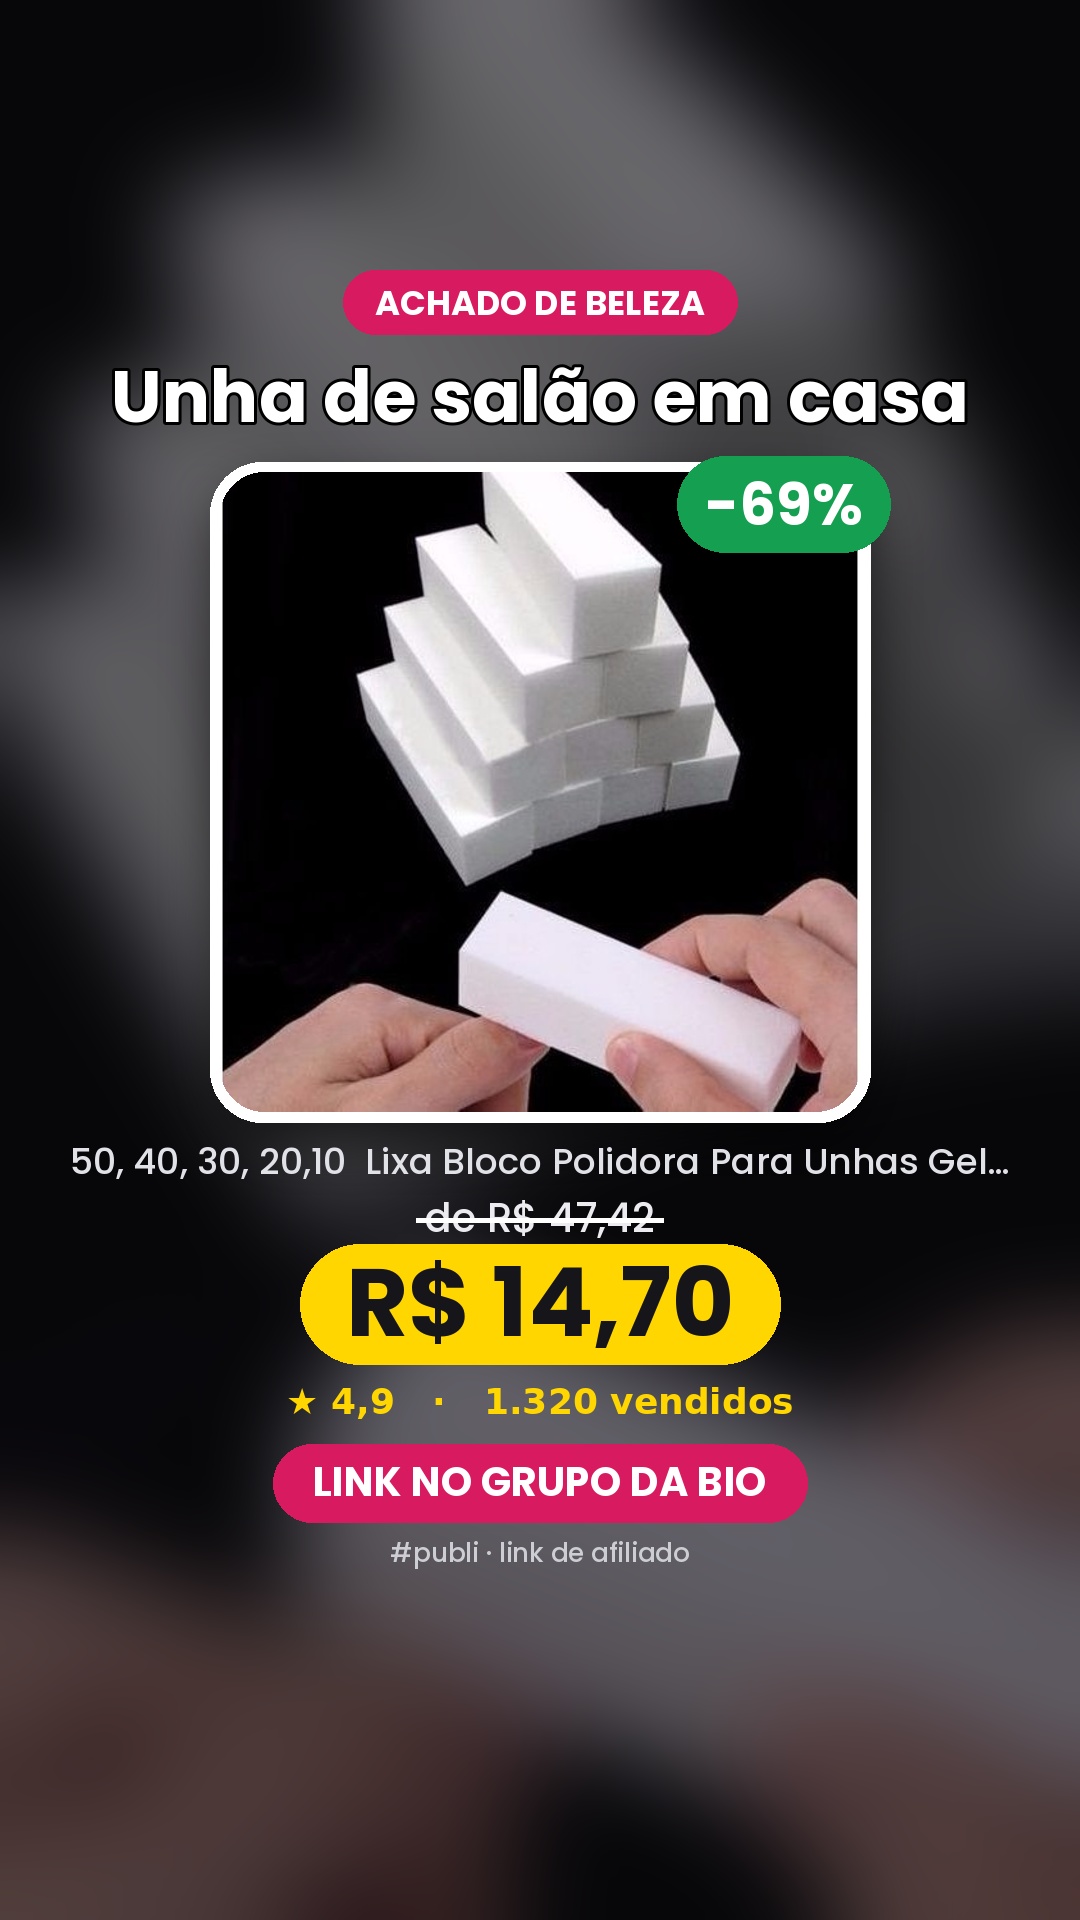 ACHADO DE BELEZA
Unha de salão em casa
-69%
50, 40, 30, 20,10 Lixa Bloco Polidora Para Unhas Gel...
de R$ 47,42
R$ 14,70
★ 4,9 · 1.320 vendidos
LINK NO GRUPO DA BIO
#publi · link de afiliado